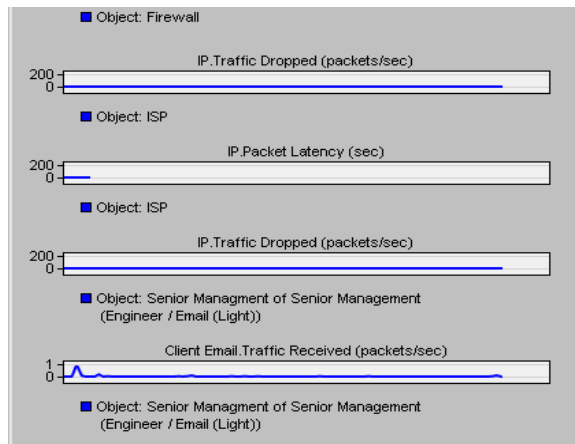 Object: Firewall
IP.Traffic Dropped (packets/sec)
200
0
Object: ISP
IP.Packet Latency (sec)
200
0
Object: ISP
IP.Traffic Dropped (packets/sec)
200
0
Object: Senior Managment of Senior Management
(Engineer / Email (Light))
Client Email.Traffic Received (packets/sec)
1
0
Object: Senior Managment of Senior Management
(Engineer / Email (Light))